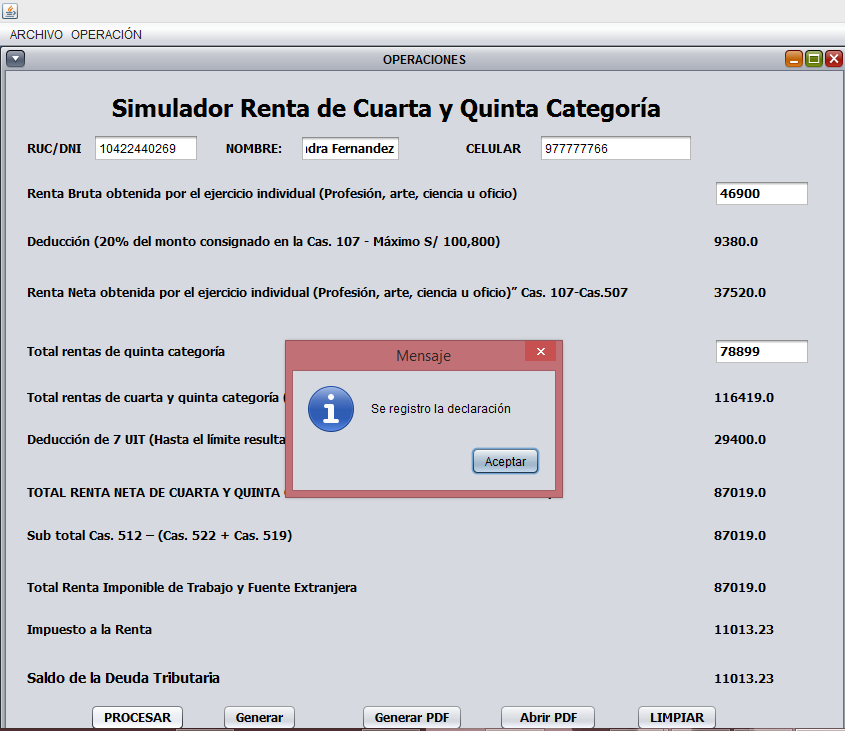 ARCHIVO OPERACIÓN
OPERACIONES
Simulador Renta de Cuarta y Quinta Categoría
RUC/DNI 10422440269 NOMBRE: dra Fernandez CELULAR 977777766
Renta Bruta obtenida por el ejercicio individual (Profesión, arte, ciencia u oficio) 46900
Deducción (20% del monto consignado en la Cas. 107 - Máximo S/ 100,800) 9380.0
Renta Neta obtenida por el ejercicio individual (Profesión, arte, ciencia u oficio)” Cas. 107-Cas.507 37520.0
Total rentas de quinta categoría 78899
Mensaje
Total rentas de cuarta y quinta categoría ( 116419.0
Se registro la declaración
Deducción de 7 UIT (Hasta el límite resulta 29400.0
Aceptar
TOTAL RENTA NETA DE CUARTA Y QUINTA 87019.0
Sub total Cas. 512 – (Cas. 522 + Cas. 519) 87019.0
Total Renta Imponible de Trabajo y Fuente Extranjera 87019.0
Impuesto a la Renta 11013.23
Saldo de la Deuda Tributaria 11013.23
PROCESAR Generar Generar PDF Abrir PDF LIMPIAR